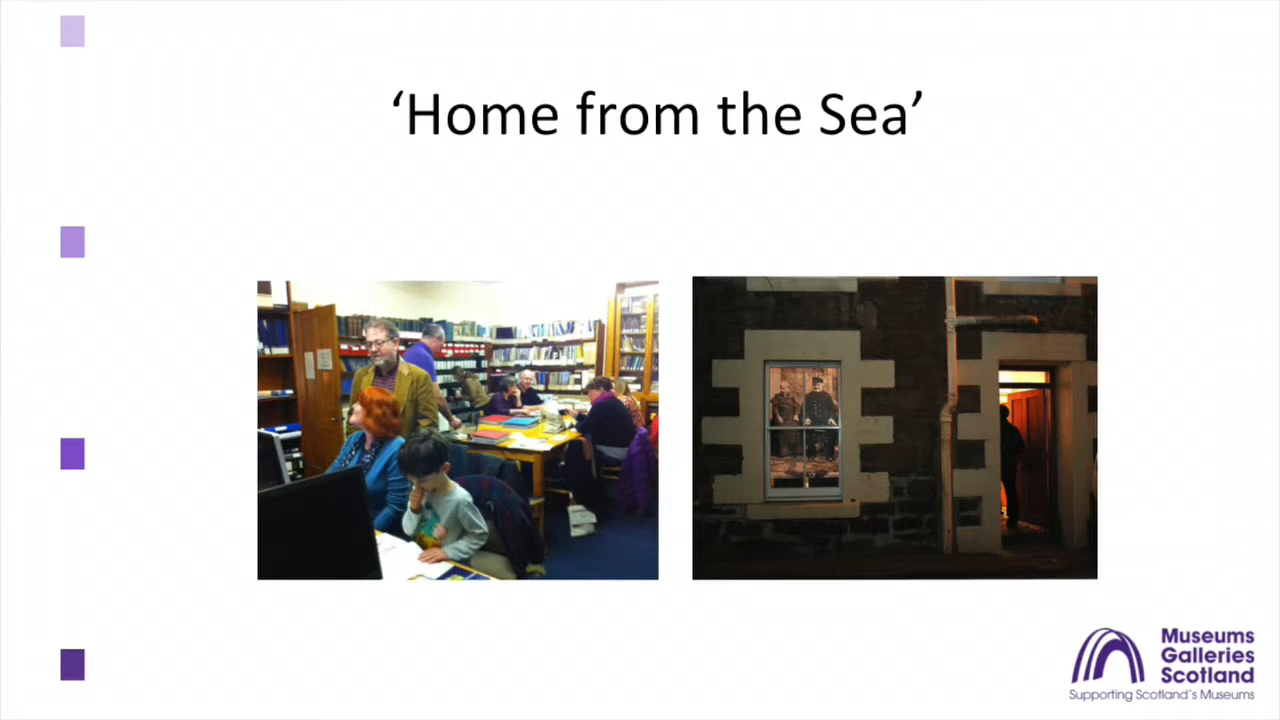 ‘Home from the Sea’
Museums
Galleries
Scotland
Supporting Scotland's Museums